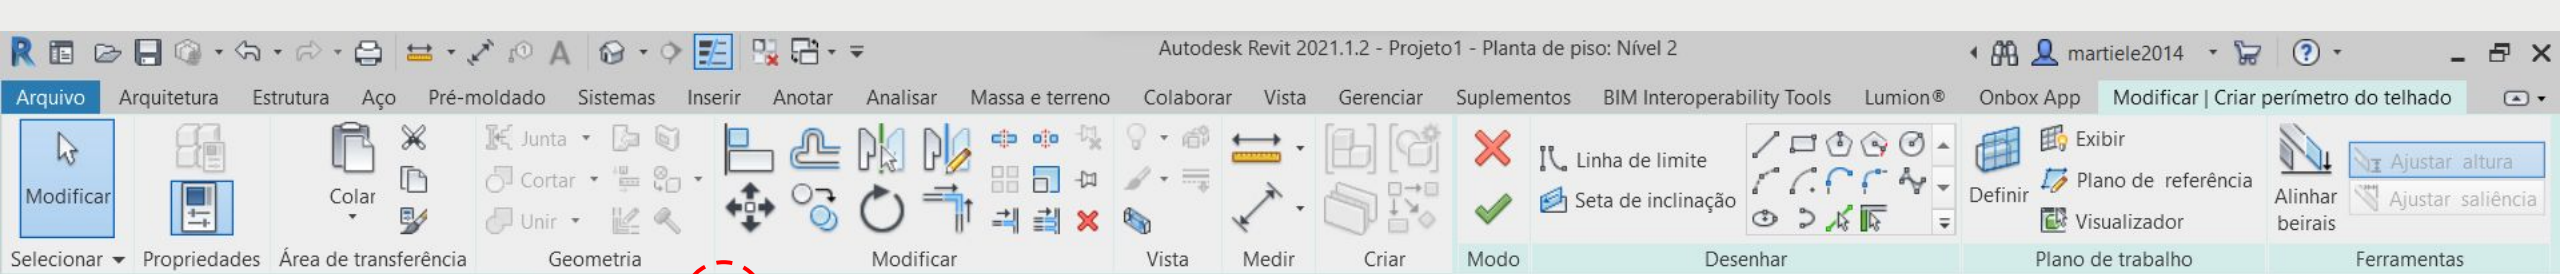 Autodesk Revit 2021.1.2 - Projeto1 - Planta de piso: Nível 2
martiele2014
Arquivo Arquitetura Estrutura Aço Pré-moldado Sistemas Inserir Anotar Analisar Massa e terreno Colaborar Vista Gerenciar Suplementos BIM Interoperability Tools Lumion® Onbox App Modificar | Criar perímetro do telhado
Modificar
Colar
Junta
Cortar
Unir
Linha de limite
Seta de inclinação
Definir
Exibir
Plano de referência
Visualizador
Alinhar
beirais
Ajustar altura
Ajustar saliência
Selecionar Propriedades Área de transferência Geometria Modificar Vista Medir Criar Modo Desenhar Plano de trabalho Ferramentas